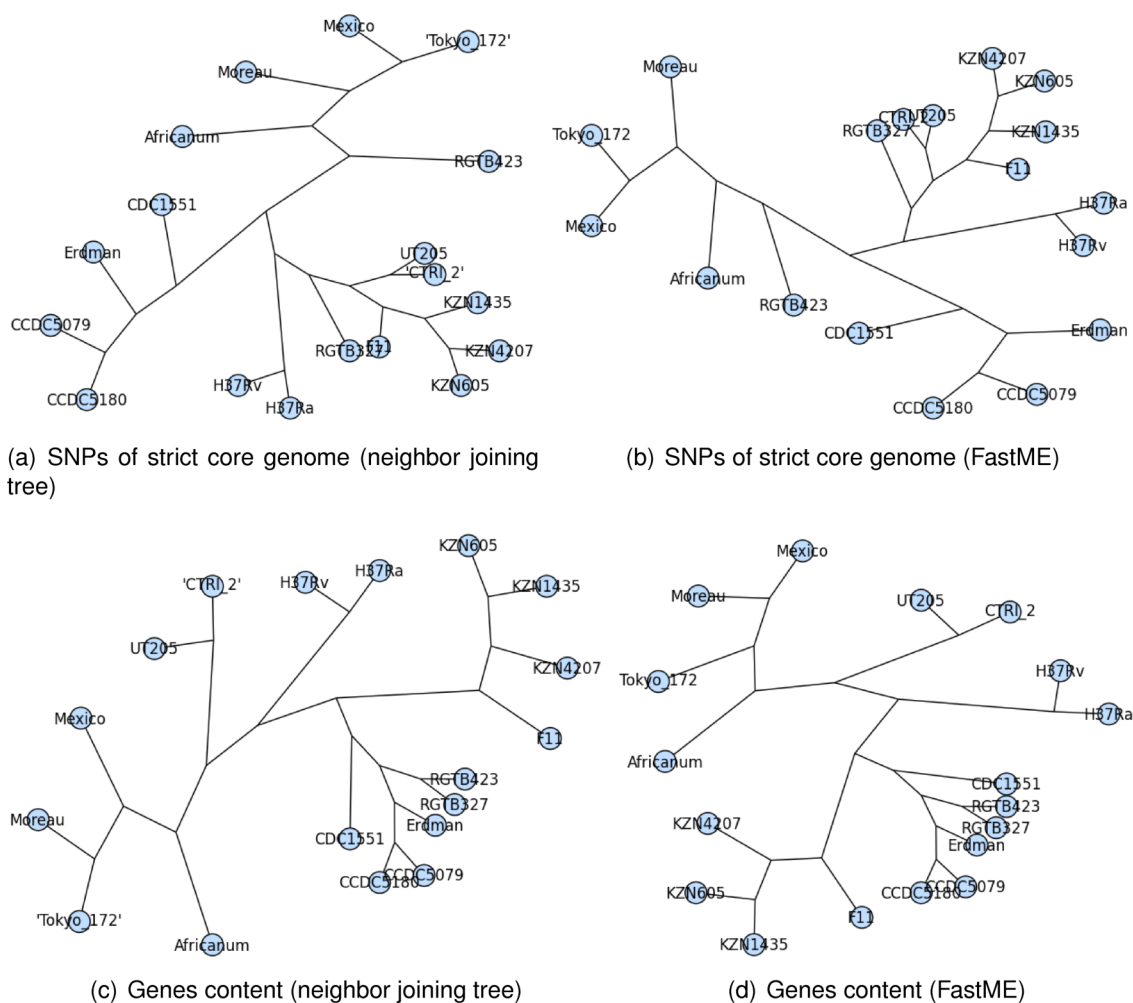 Mexico
'Tokyo_172'
Moreau
Africanum
RGTB423
CDC1551
Erdman
UT205
'CTRI_2'
KZN1435
CCDC5079
RGTB327
F11
KZN4207
H37Rv
KZN605
CCDC5180
H37Ra
(a) SNPs of strict core genome (neighbor joining
tree)
KZN4207
Moreau
KZN605
CTRI_2
UT205
RGTB327
KZN1435
Tokyo_172
F11
H37Ra
Mexico
H37Rv
Africanum
RGTB423
CDC1551
Erdman
CCDC5079
CCDC5180
(b) SNPs of strict core genome (FastME)
KZN605
'CTRI_2'
H37Rv
H37Ra
KZN1435
UT205
KZN4207
Mexico
F11
RGTB423
RGTB327
Moreau
Erdman
CDC1551
CCDC5180
CCDC5079
'Tokyo_172'
Africanum
(c) Genes content (neighbor joining tree)
Mexico
Moreau
UT205
CTRI_2
H37Rv
Tokyo_172
H37Ra
Africanum
CDC1551
RGTB423
KZN4207
RGTB327
Erdman
KZN605
CCDC5180
CCDC5079
F11
KZN1435
(d) Genes content (FastME)